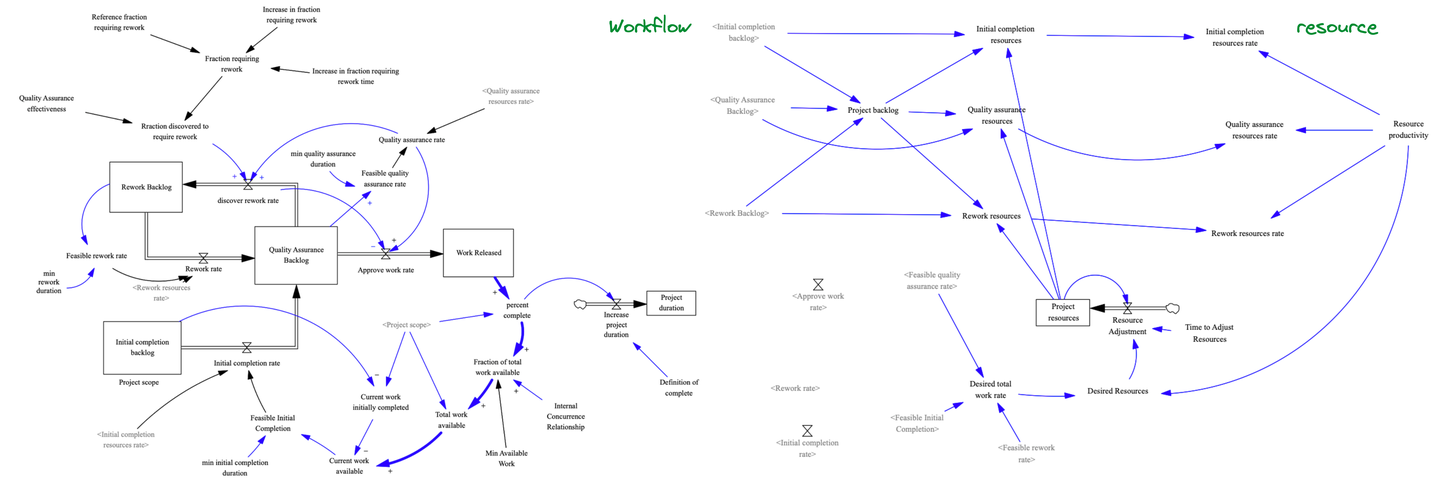 Workflow
Reference fraction
requiring rework
Increase in fraction
requiring rework
Fraction requiring
rework
Increase in fraction requiring
rework time
Quality Assurance
effectiveness
Rraction discovered to
require rework
<Quality assurance
resources rate>
Quality assurance rate
min quality assurance
duration
Feasible quality
assurance rate
+
+
+
Rework Backlog
discover rework rate
Quality Assurance
Backlog
−
+
Approve work rate
Work Released
Feasible rework rate
Rework rate
min
rework
duration
<Rework resources
rate>
Initial completion
backlog
Project scope
Initial completion rate
<Initial completion
resources rate>
Feasible Initial
Completion
min initial completion
duration
<Project scope>
+
+
percent
complete
+
Increase
project
duration
Project
duration
Definition of
complete
Fraction of total
work available
+
+
Internal
Concurrence
Relationship
Min Available
Work
−
Current work
initially completed
Total work
available
−
Current work
available
+
resource
<Initial completion
backlog>
Initial completion
resources
Initial completion
resources rate
<Quality Assurance
Backlog>
Project backlog
Quality assurance
resources
Quality assurance
resources rate
Resource
productivity
<Rework Backlog>
Rework resources
Rework resources rate
<Feasible quality
assurance rate>
<Approve work
rate>
Project
resources
Resource
Adjustment
Time to Adjust
Resources
<Rework rate>
Desired total
work rate
Desired Resources
<Feasible Initial
Completion>
<Initial completion
rate>
<Feasible rework
rate>